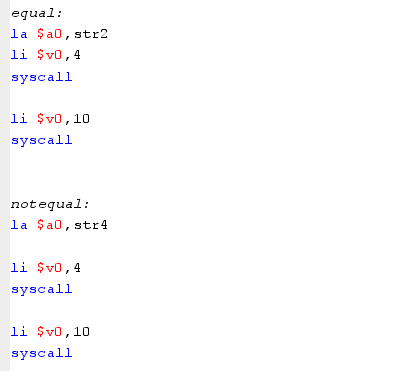 equal:
la $a0,str2
li $v0,4
syscall
li $v0,10
syscall
notequal:
la $a0,str4
li $v0,4
syscall
li $v0,10
syscall